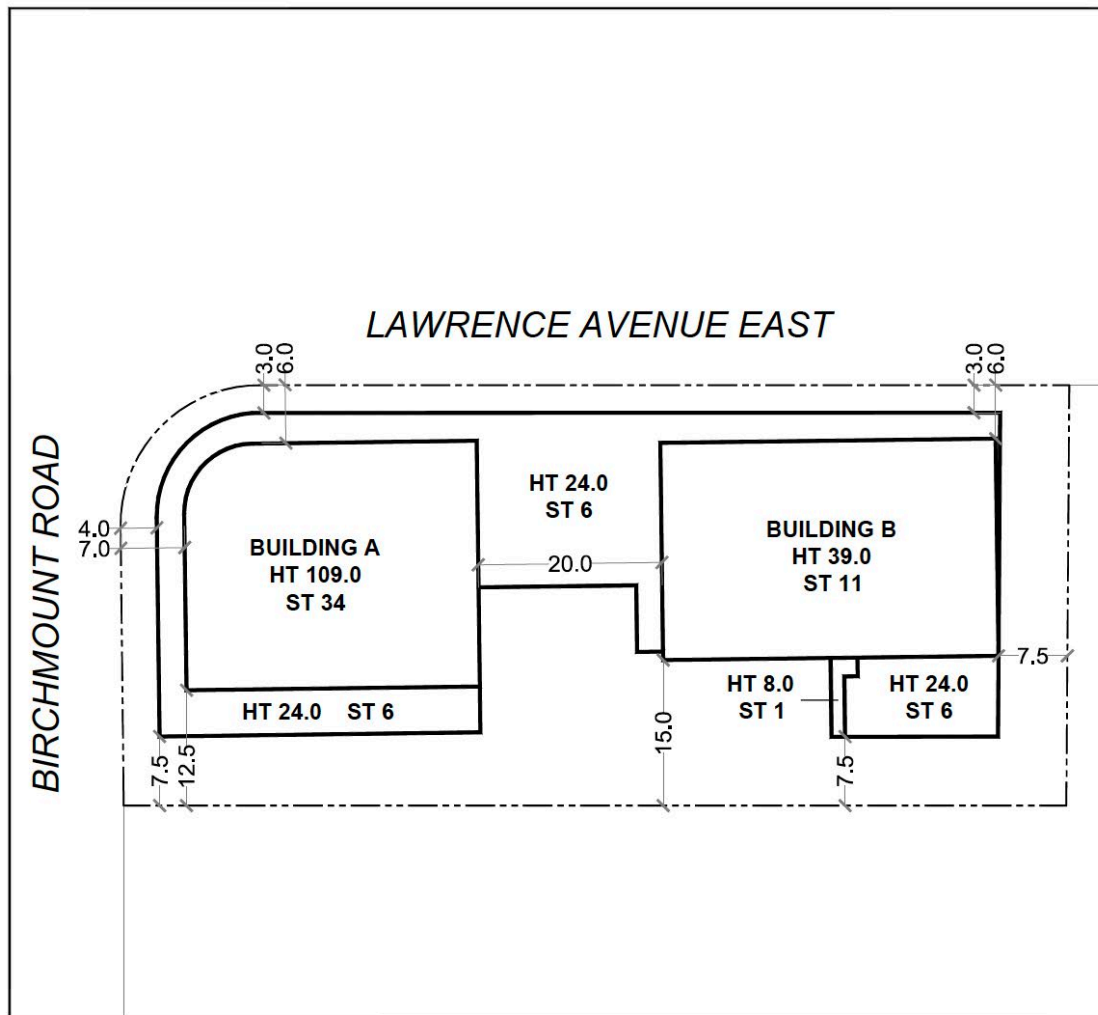 LAWRENCE AVENUE EAST
3.0
6.0
3.0
6.0
BIRCHMOUNT ROAD
4.0
7.0
BUILDING A
HT 109.0
ST 34
HT 24.0
ST 6
20.0
BUILDING B
HT 39.0
ST 11
7.5
HT 24.0 ST 6
HT 8.0
ST 1
HT 24.0
ST 6
7.5
12.5
15.0
7.5